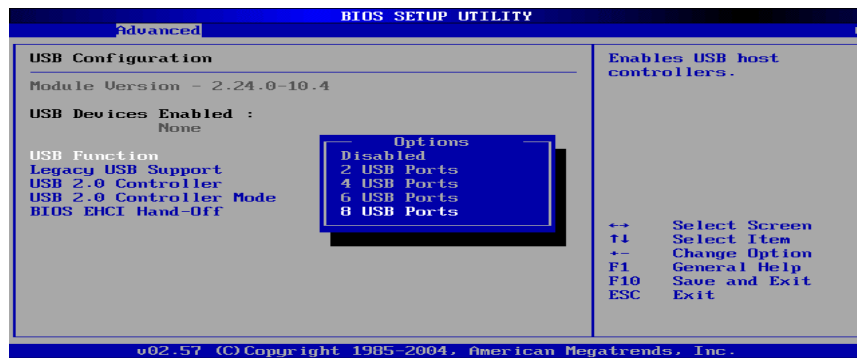 BIOS SETUP UTILITY
Advanced
USB Configuration
Module Version - 2.24.0-10.4
USB Devices Enabled :
None
USB Function
Legacy USB Support
USB 2.0 Controller
USB 2.0 Controller Mode
BIOS EHCI Hand-Off
Options
Disabled
2 USB Ports
4 USB Ports
6 USB Ports
8 USB Ports
Enables USB host
controllers.
↔ Select Screen
↑↓ Select Item
+- Change Option
F1 General Help
F10 Save and Exit
ESC Exit
v02.57 (C)Copyright 1985-2004, American Megatrends, Inc.